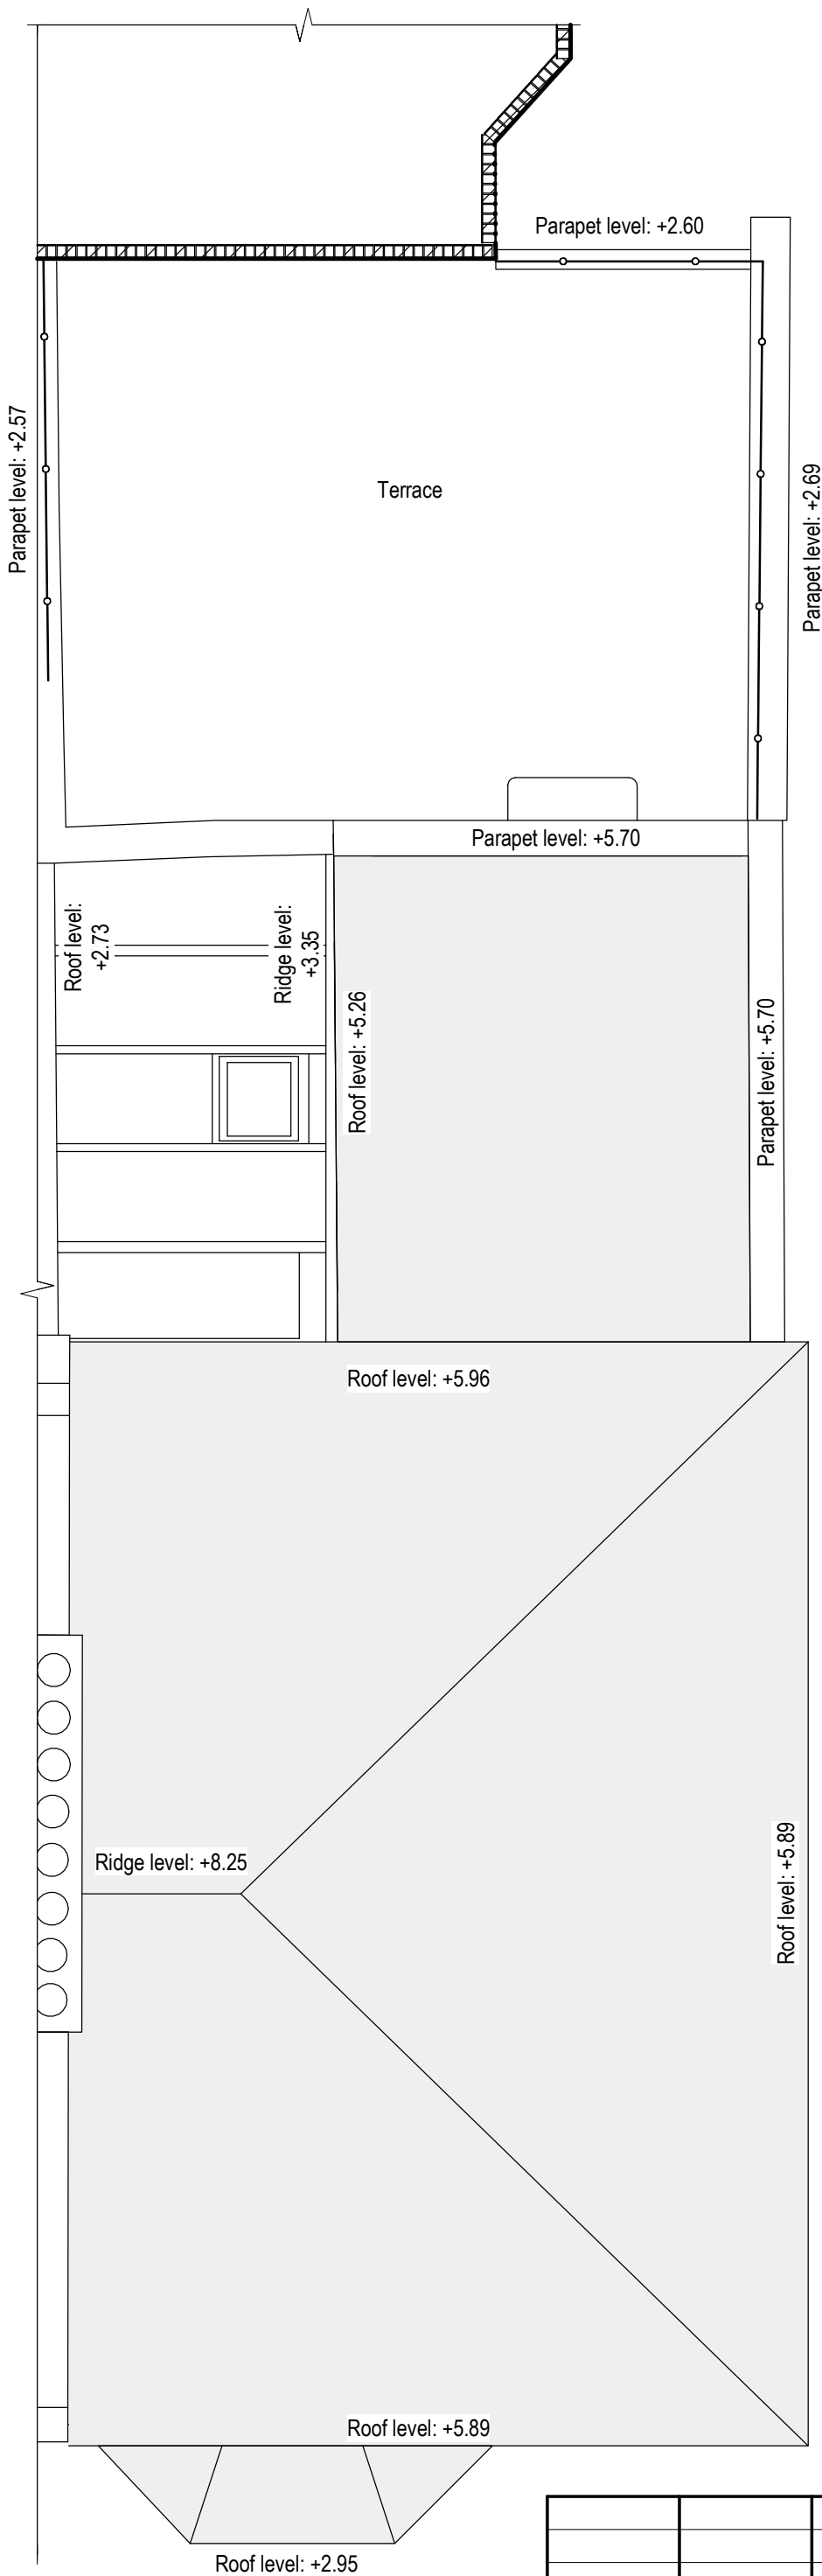 Parapet level: +2.60
Parapet level: +2.57
Terrace
Parapet level: +2.69
Parapet level: +5.70
Roof level:
+2.73
Ridge level:
+3.35
Roof level: +5.26
Parapet level: +5.70
Roof level: +5.96
Ridge level: +8.25
Roof level: +5.89
Roof level: +5.89
Roof level: +2.95